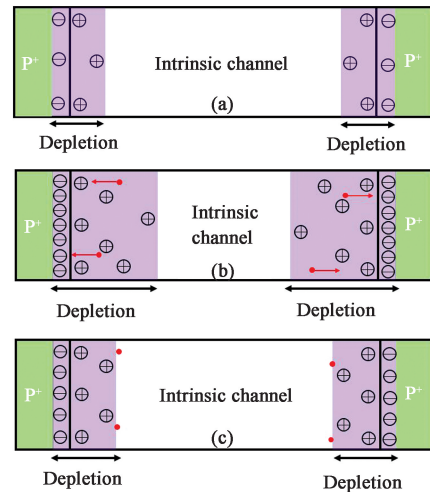 P⁺ Intrinsic channel P⁺
(a)
Depletion Depletion
P⁺ Intrinsic P⁺
channel
(b)
Depletion Depletion
P⁺ Intrinsic channel P⁺
(c)
Depletion Depletion